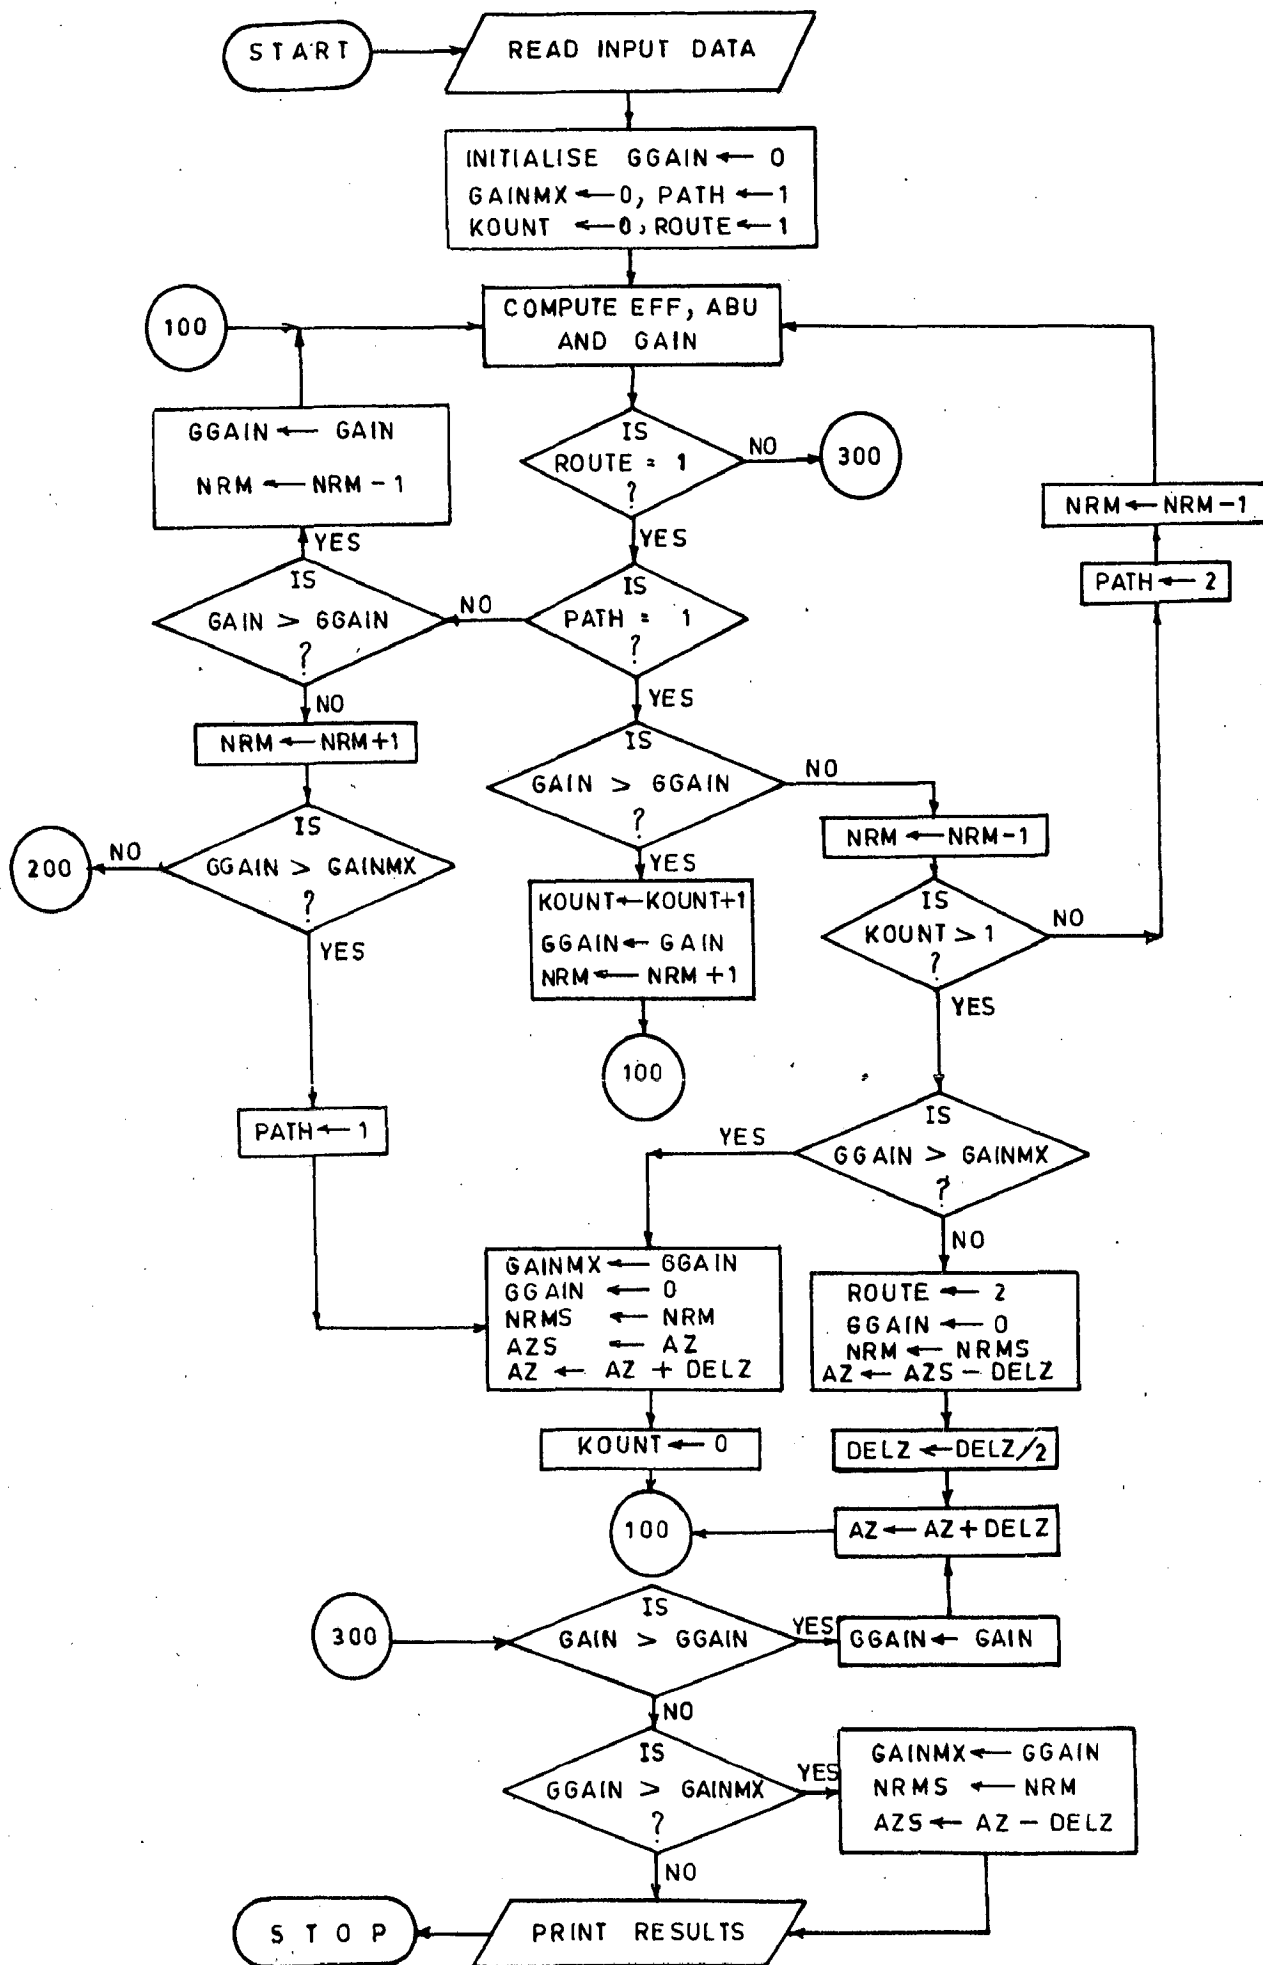 START
READ INPUT DATA
INITIALISE GGAIN ← 0
GAINMX ← 0, PATH ← 1
KOUNT ← 0, ROUTE ← 1
100
COMPUTE EFF, ABU
AND GAIN
GGAIN ← GAIN
NRM ← NRM - 1
IS
ROUTE = 1
?
NO
300
YES
NRM ← NRM - 1
PATH ← 2
YES
IS
GAIN > GGAIN
?
NO
IS
PATH = 1
?
YES
NO
NRM ← NRM + 1
IS
GAIN > GGAIN
?
NO
YES
NRM ← NRM - 1
200
NO
IS
GGAIN > GAINMX
?
YES
KOUNT ← KOUNT + 1
GGAIN ← GAIN
NRM ← NRM + 1
100
IS
KOUNT > 1
?
NO
YES
PATH ← 1
YES
IS
GGAIN > GAINMX
?
NO
GAINMX ← GGAIN
GGAIN ← 0
NRMS ← NRM
AZS ← AZ
AZ ← AZ + DELZ
ROUTE ← 2
GGAIN ← 0
NRM ← NRMS
AZ ← AZS - DELZ
KOUNT ← 0
DELZ ← DELZ/2
100
AZ ← AZ + DELZ
300
IS
GAIN > GGAIN
?
YES
GGAIN ← GAIN
NO
IS
GGAIN > GAINMX
?
YES
GAINMX ← GGAIN
NRMS ← NRM
AZS ← AZ - DELZ
NO
STOP
PRINT RESULTS